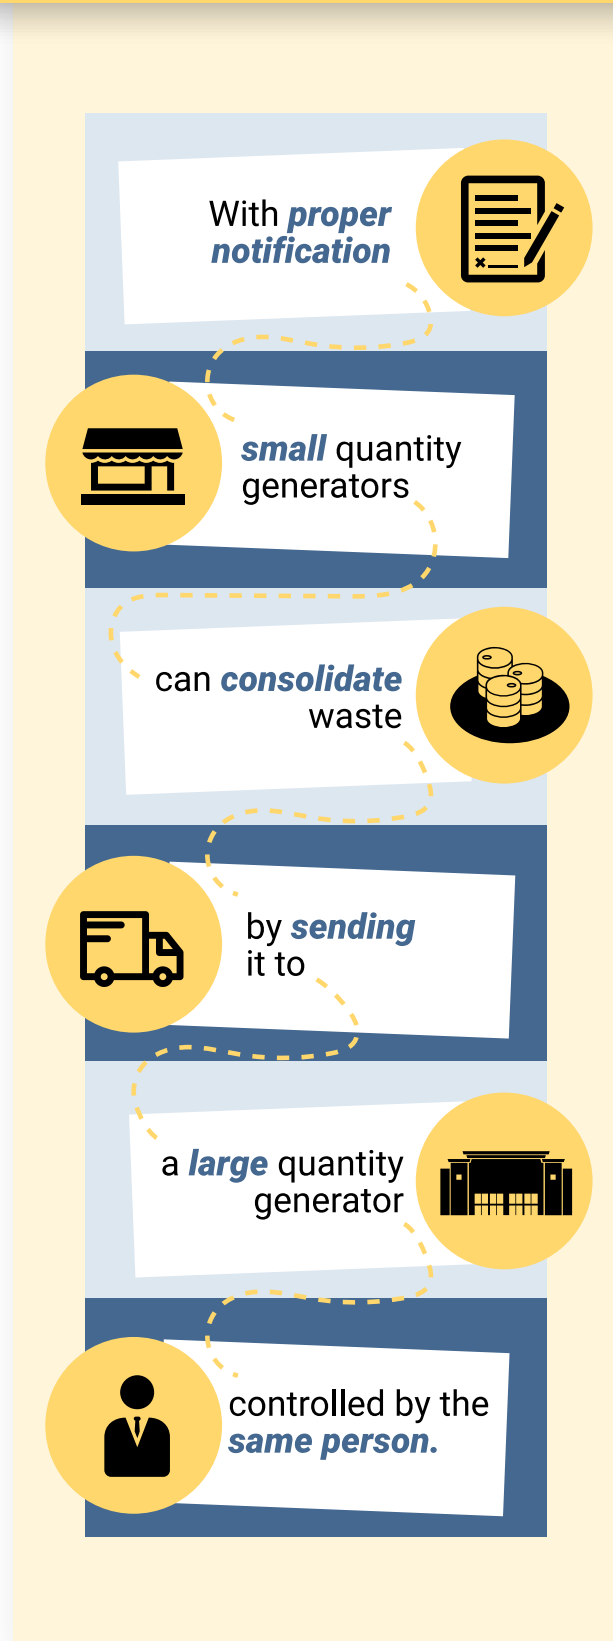 With proper
notification
small quantity
generators
can consolidate
waste
by sending
it to
a large quantity
generator
controlled by the
same person.